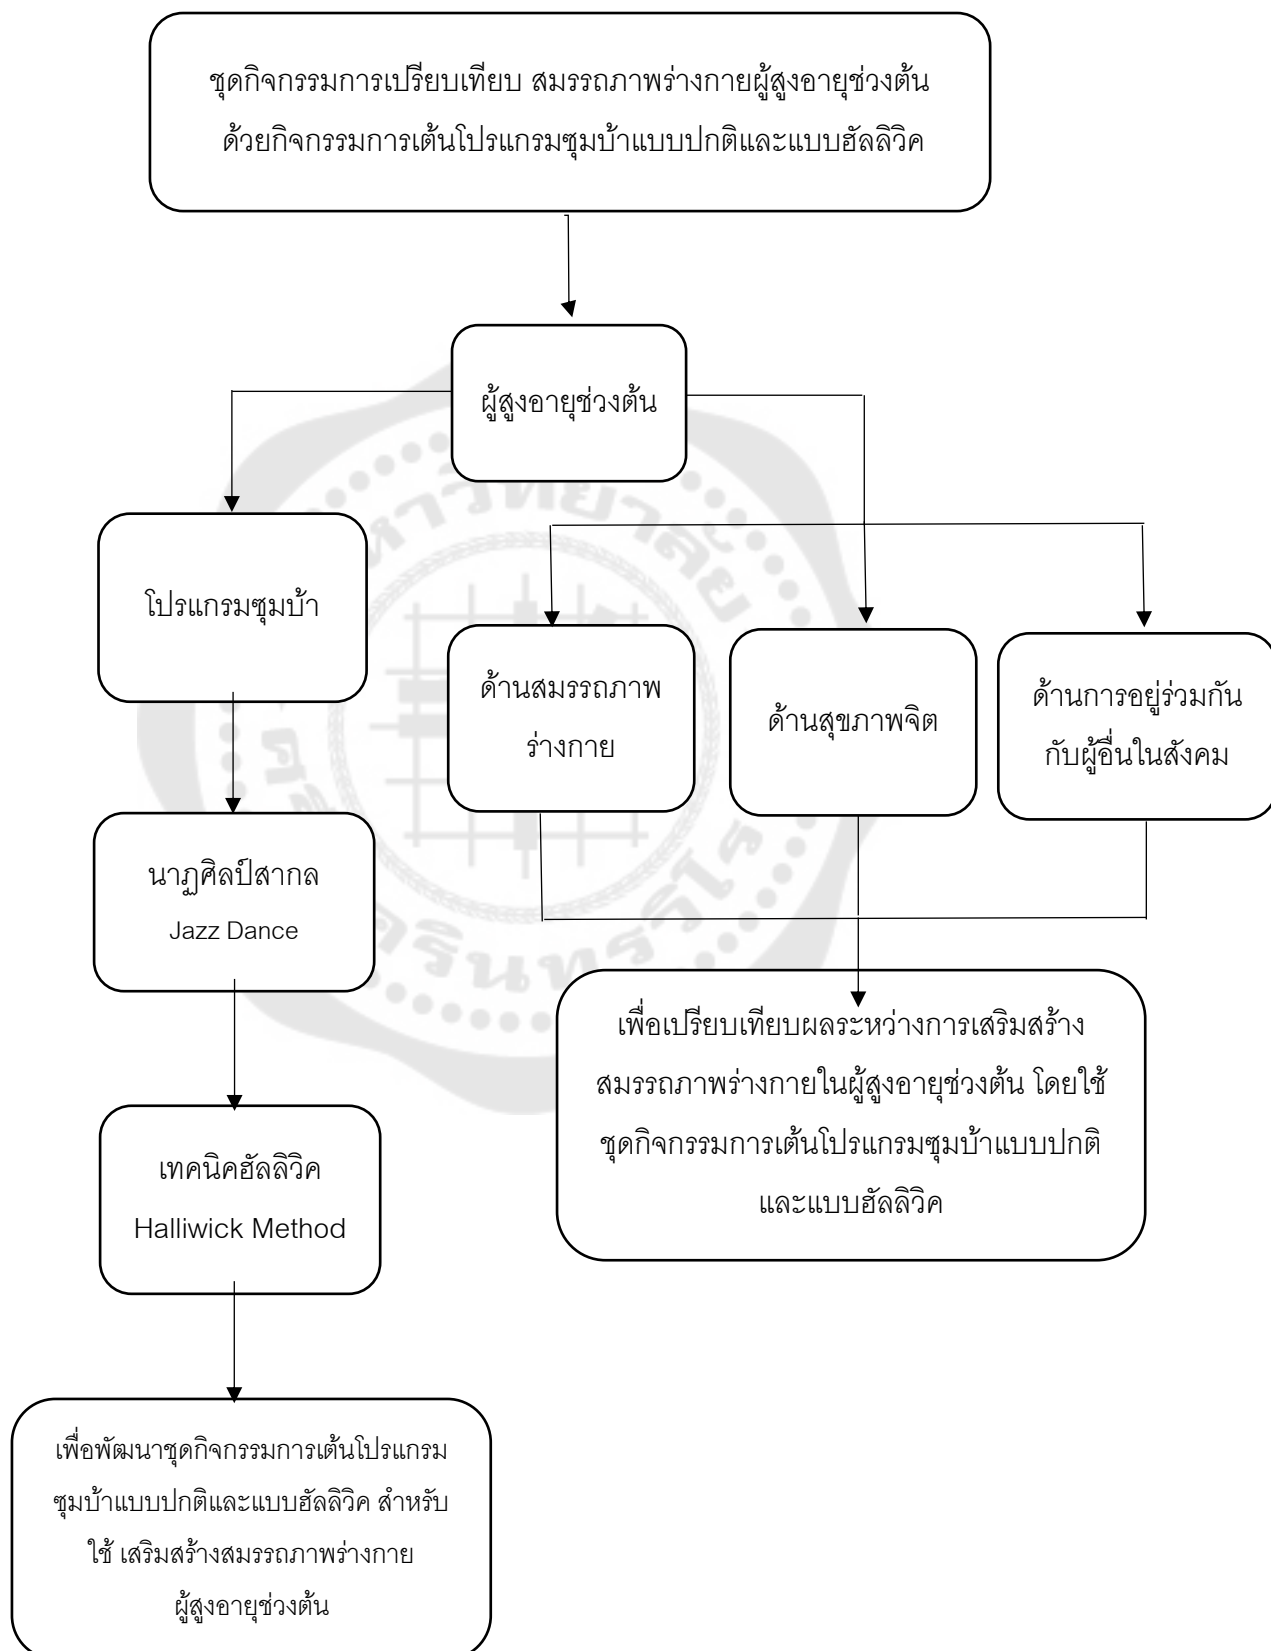 ชุดกิจกรรมการเปรียบเทียบ สมรรถภาพร่างกายผู้สูงอายุช่วงต้น
ด้วยกิจกรรมการเต้นโปรแกรมซุมบ้าแบบปกติและแบบฮัลลิวิค
ผู้สูงอายุช่วงต้น
โปรแกรมซุมบ้า
ด้านสมรรถภาพ
ร่างกาย
ด้านสุขภาพจิต
ด้านการอยู่ร่วมกัน
กับผู้อื่นในสังคม
นาฏศิลป์สากล
Jazz Dance
เพื่อเปรียบเทียบผลระหว่างการเสริมสร้าง
สมรรถภาพร่างกายในผู้สูงอายุช่วงต้น โดยใช้
ชุดกิจกรรมการเต้นโปรแกรมซุมบ้าแบบปกติ
และแบบฮัลลิวิค
เทคนิคฮัลลิวิค
Halliwick Method
เพื่อพัฒนาชุดกิจกรรมการเต้นโปรแกรม
ซุมบ้าแบบปกติและแบบฮัลลิวิค สำหรับ
ใช้ เสริมสร้างสมรรถภาพร่างกาย
ผู้สูงอายุช่วงต้น